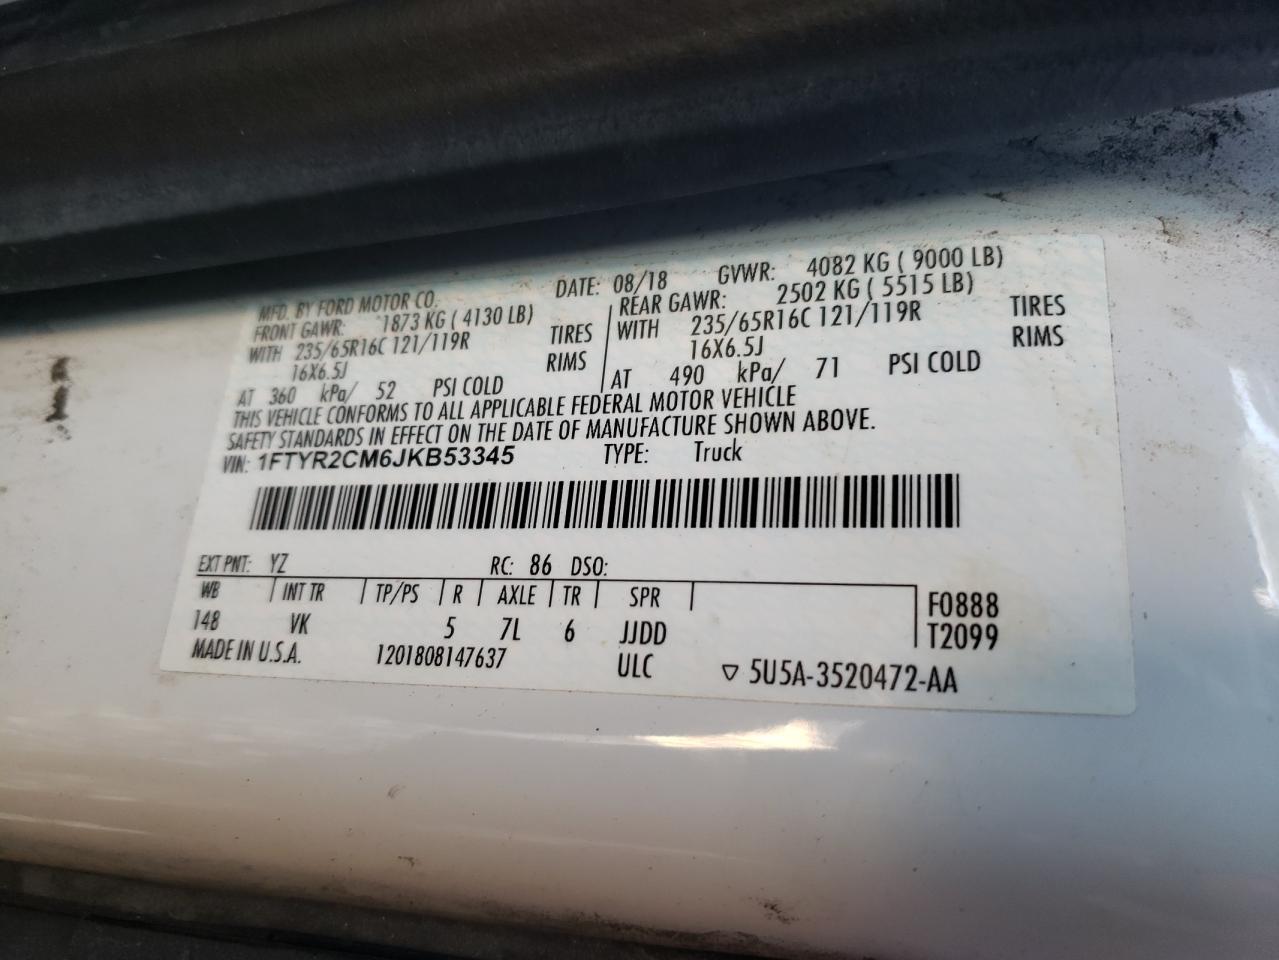 MFD. BY FORD MOTOR CO. DATE: 08/18 GVWR: 4082 KG ( 9000 LB)
FRONT GAWR: 1873 KG ( 4130 LB) REAR GAWR: 2502 KG ( 5515 LB)
WITH 235/65R16C 121/119R TIRES WITH 235/65R16C 121/119R TIRES
16X6.5J RIMS 16X6.5J RIMS
AT 360 kPa/ 52 PSI COLD AT 490 kPa/ 71 PSI COLD
THIS VEHICLE CONFORMS TO ALL APPLICABLE FEDERAL MOTOR VEHICLE
SAFETY STANDARDS IN EFFECT ON THE DATE OF MANUFACTURE SHOWN ABOVE.
VIN: 1FTYR2CM6JKB53345 TYPE: Truck
EXT PNT: YZ RC: 86 DSO:
WB INT TR TP/PS R AXLE TR SPR F0888
148 VK 5 7L 6 JJDD T2099
MADE IN U.S.A. 1201808147637 ULC ▽ 5U5A-3520472-AA